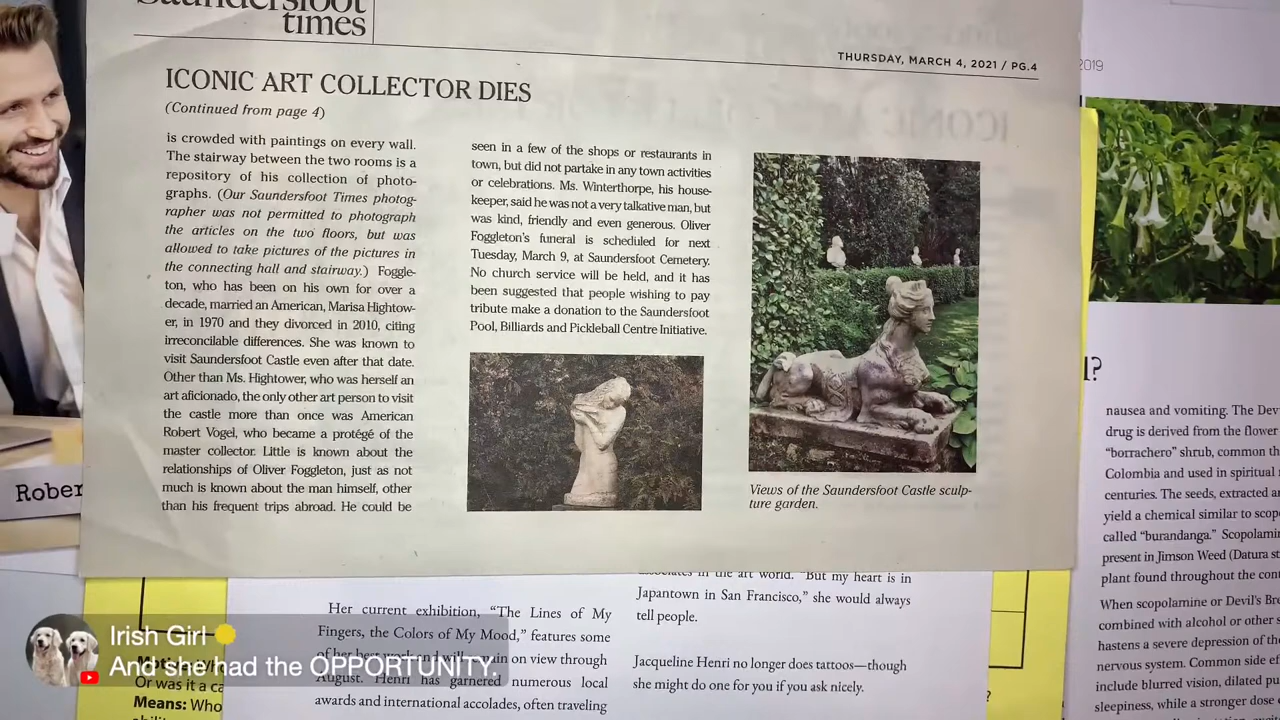 Saundersfoot
times
THURSDAY, MARCH 4, 2021 / PG.4
ICONIC ART COLLECTOR DIES
(Continued from page 4)
is crowded with paintings on every wall.
The stairway between the two rooms is a
repository of his collection of photo-
graphs. (Our Saundersfoot Times photog-
rapher was not permitted to photograph
the articles on the two floors, but was
allowed to take pictures of the pictures in
the connecting hall and stairway.) Foggle-
ton, who has been on his own for over a
decade, married an American, Marisa Hightow-
er, in 1970 and they divorced in 2010, citing
irreconcilable differences. She was known to
visit Saundersfoot Castle even after that date.
Other than Ms. Hightower, who was herself an
art aficionado, the only other art person to visit
the castle more than once was American
Robert Vogel, who became a protégé of the
master collector. Little is known about the
relationships of Oliver Foggleton, just as not
much is known about the man himself, other
than his frequent trips abroad. He could be
seen in a few of the shops or restaurants in
town, but did not partake in any town activities
or celebrations. Ms. Winterthorpe, his house-
keeper, said he was not a very talkative man, but
was kind, friendly and even generous. Oliver
Foggleton's funeral is scheduled for next
Tuesday, March 9, at Saundersfoot Cemetery.
No church service will be held, and it has
been suggested that people wishing to pay
tribute make a donation to the Saundersfoot
Pool, Billiards and Pickleball Centre Initiative.
Views of the Saundersfoot Castle sculp-
ture garden.
2019
l?
nausea and vomiting. The Dev
drug is derived from the flower
"borrachero" shrub, common th
Colombia and used in spiritual r
centuries. The seeds, extracted a
yield a chemical similar to scop
called "burandanga." Scopolamin
present in Jimson Weed (Datura st
plant found throughout the cont
When scopolamine or Devil's Bre
combined with alcohol or other s
hastens a severe depression of th
nervous system. Common side ef
include blurred vision, dilated pu
sleepiness, while a stronger dose
Rober
Her current exhibition, "The Lines of My
Fingers, the Colors of My Mood," features some
on view through
August. Henri has garnered numerous local
awards and international accolades, often traveling
associates in the art world. "But my heart is in
Japantown in San Francisco," she would always
tell people.
Jacqueline Henri no longer does tattoos—though
she might do one for you if you ask nicely.
Or was it a ca
Means: Who
?
Irish Girl
And she had the OPPORTUNITY.